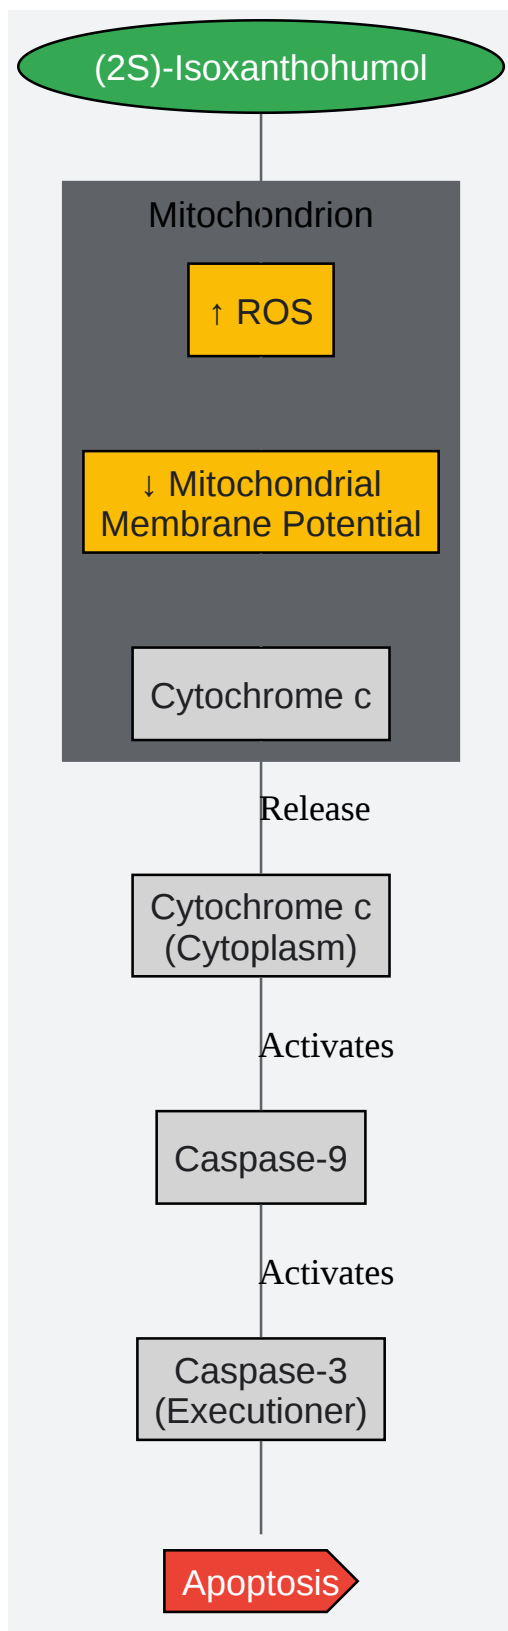 (2S)-Isoxanthohumol
Mitochondrion
↑ ROS
↓ Mitochondrial
Membrane Potential
Cytochrome c
Release
Cytochrome c
(Cytoplasm)
Activates
Caspase-9
Activates
Caspase-3
(Executioner)
Apoptosis